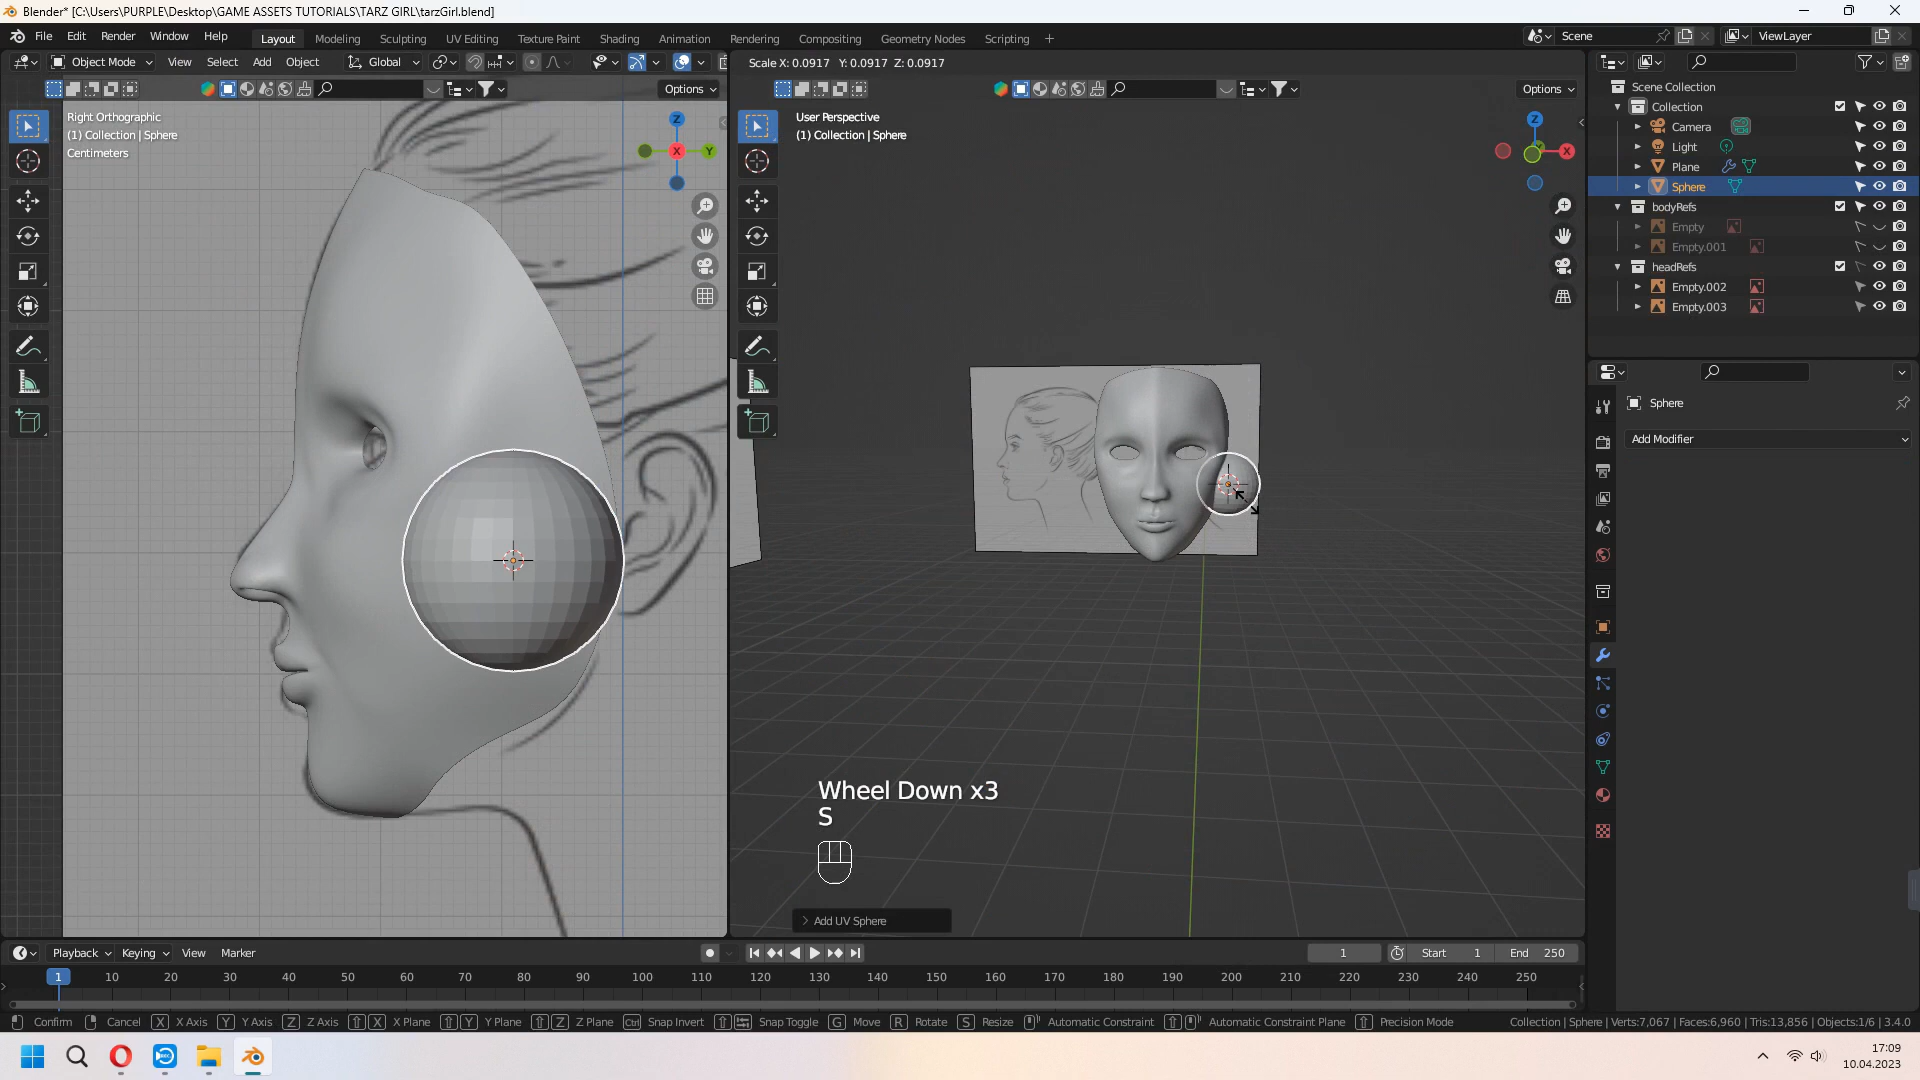 Blender* [C:\Users\PURPLE\Desktop\GAME ASSETS TUTORIALS\TARZ GIRL\tarzGirl.blend]
File Edit Render Window Help Layout Modeling Sculpting UV Editing Texture Paint Shading Animation Rendering Compositing Geometry Nodes Scripting + Scene ViewLayer
Object Mode View Select Add Object Global
Scale X: 0.0917 Y: 0.0917 Z: 0.0917
Options
Options
Right Orthographic
(1) Collection | Sphere
Centimeters
Z
X
Y
User Perspective
(1) Collection | Sphere
Z
X
Wheel Down x3
S
Add UV Sphere
Scene Collection
Collection
Camera
Light
Plane
Sphere
bodyRefs
Empty
Empty.001
headRefs
Empty.002
Empty.003
Sphere
Add Modifier
Playback Keying View Marker
1 Start 1 End 250
1 10 20 30 40 50 60 70 80 90 100 110 120 130 140 150 160 170 180 190 200 210 220 230 240 250
Confirm Cancel X X Axis Y Y Axis Z Z Axis X X Plane Y Y Plane Z Z Plane Ctrl Snap Invert Snap Toggle G Move R Rotate S Resize Automatic Constraint Automatic Constraint Plane Precision Mode Collection | Sphere | Verts:7,067 | Faces:6,960 | Tris:13,856 | Objects:1/6 | 3.4.0
17:09
10.04.2023